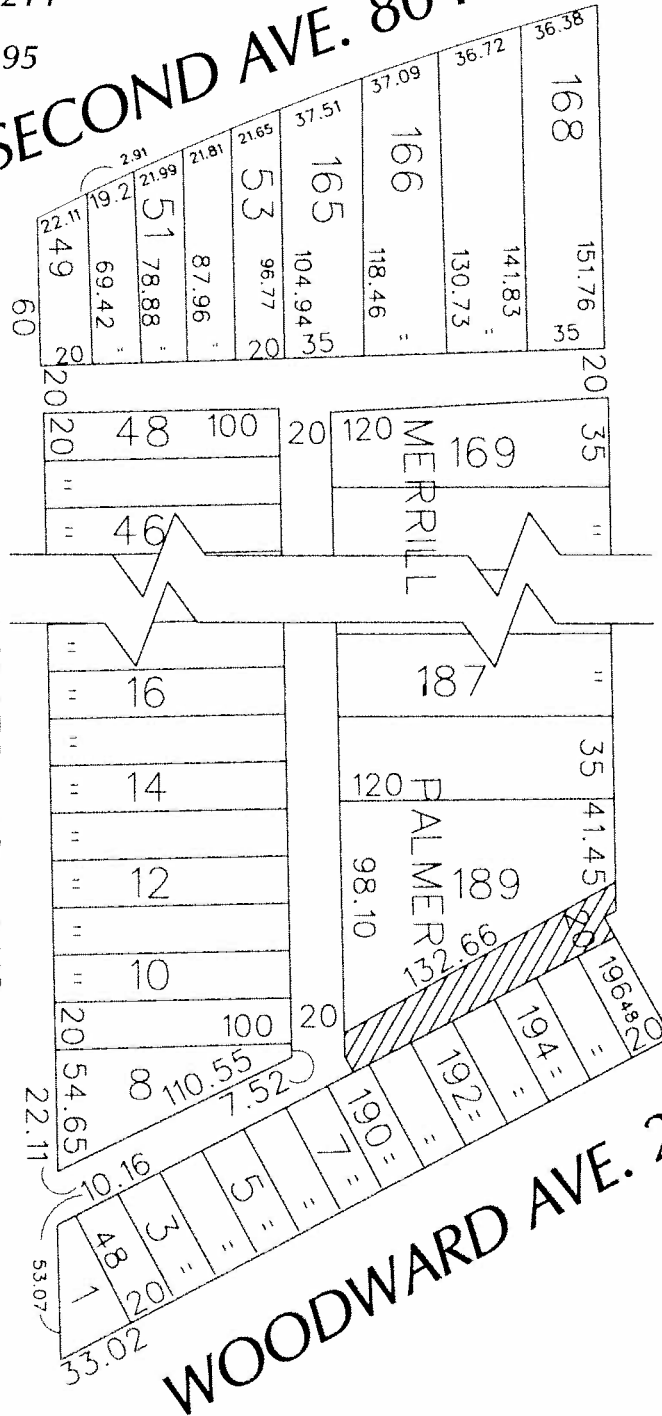 95
SECOND AVE. 80
22.11 19.2 2.91 21.99 21.81 21.65 37.51 37.09 36.72 36.38
49 51 53 165 166 168
60 69.42 78.88 87.96 96.77 104.94 118.46 130.73 141.83 151.76
20 " " " 20 35 " " 35
20 20
20 48 100 20 120 MERRILL 169 35
"
" 46 "
"
" 16 187 "
"
" 14 120 PALMER 35
"
" 12 98.10 189 41.45
"
" 10 132.66 20
20 100 20
54.65 8 110.55 7.52
22.11 10.16
53.07 1 48 3 " 5 " " 7 " 190 " " 192 " " 194 " " 196 48 20
20
33.02
WOODWARD AVE.